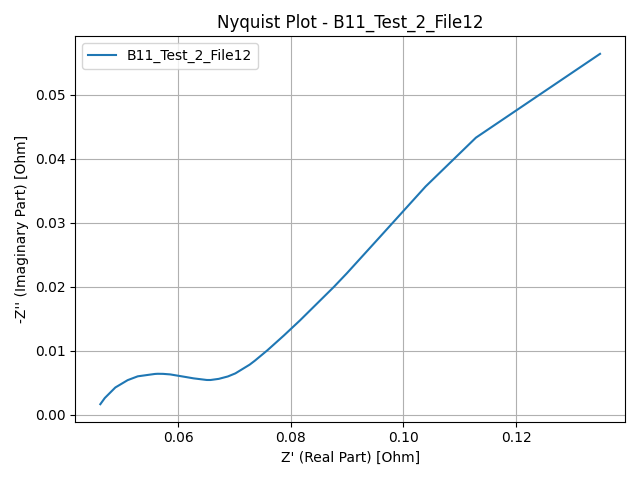 Nyquist Plot - B11_Test_2_File12
B11_Test_2_File12
-Z'' (Imaginary Part) [Ohm]
0.05
0.04
0.03
0.02
0.01
0.00
0.06 0.08 0.10 0.12
Z' (Real Part) [Ohm]